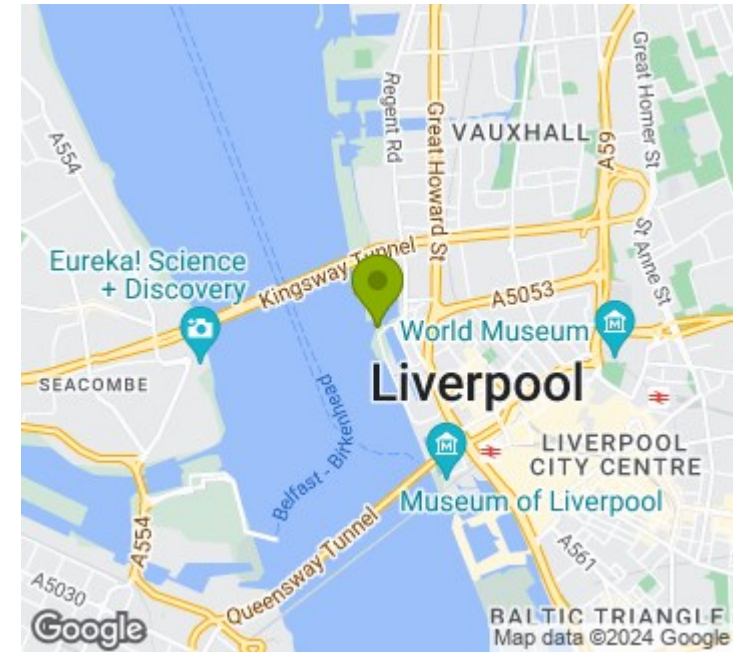 Great Homer St
Regent Rd
Great Howard St
VAUXHALL
A59
A554
St Anne St
Eureka! Science
+ Discovery
Kingsway Tunnel
A5053
World Museum
SEACOMBE
Liverpool
Belfast - Birkenhead
LIVERPOOL
CITY CENTRE
Museum of Liverpool
A554
Queensway Tunnel
A561
A5030
BALTIC TRIANGLE
Google
Map data ©2024 Google